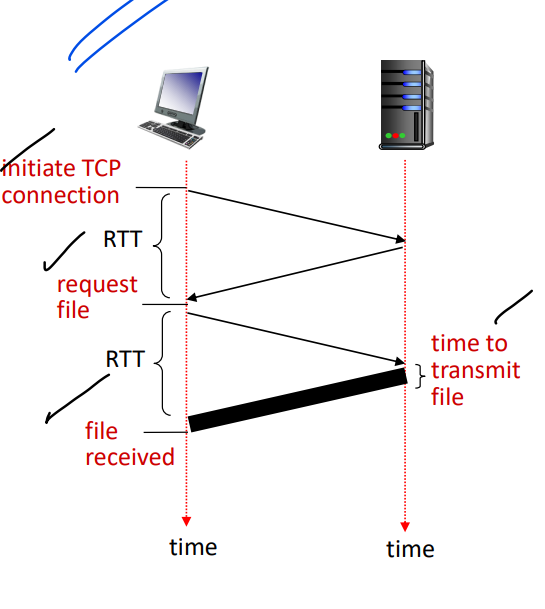 initiate TCP
connection
RTT
request
file
RTT
time to
transmit
file
file
received
time
time